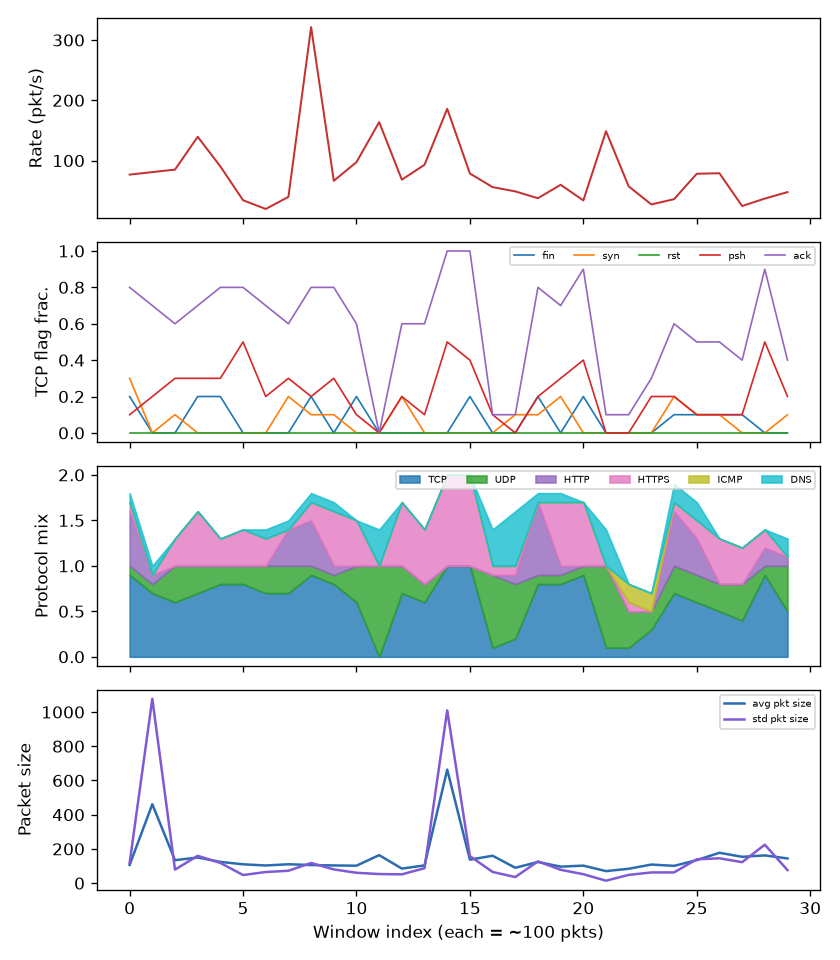 Rate (pkt/s)
300
200
100
TCP flag frac.
1.0
0.8
0.6
0.4
0.2
0.0
fin syn rst psh ack
Protocol mix
2.0
1.5
1.0
0.5
0.0
TCP UDP HTTP HTTPS ICMP DNS
Packet size
1000
800
600
400
200
0
avg pkt size
std pkt size
0 5 10 15 20 25 30
Window index (each = ~100 pkts)